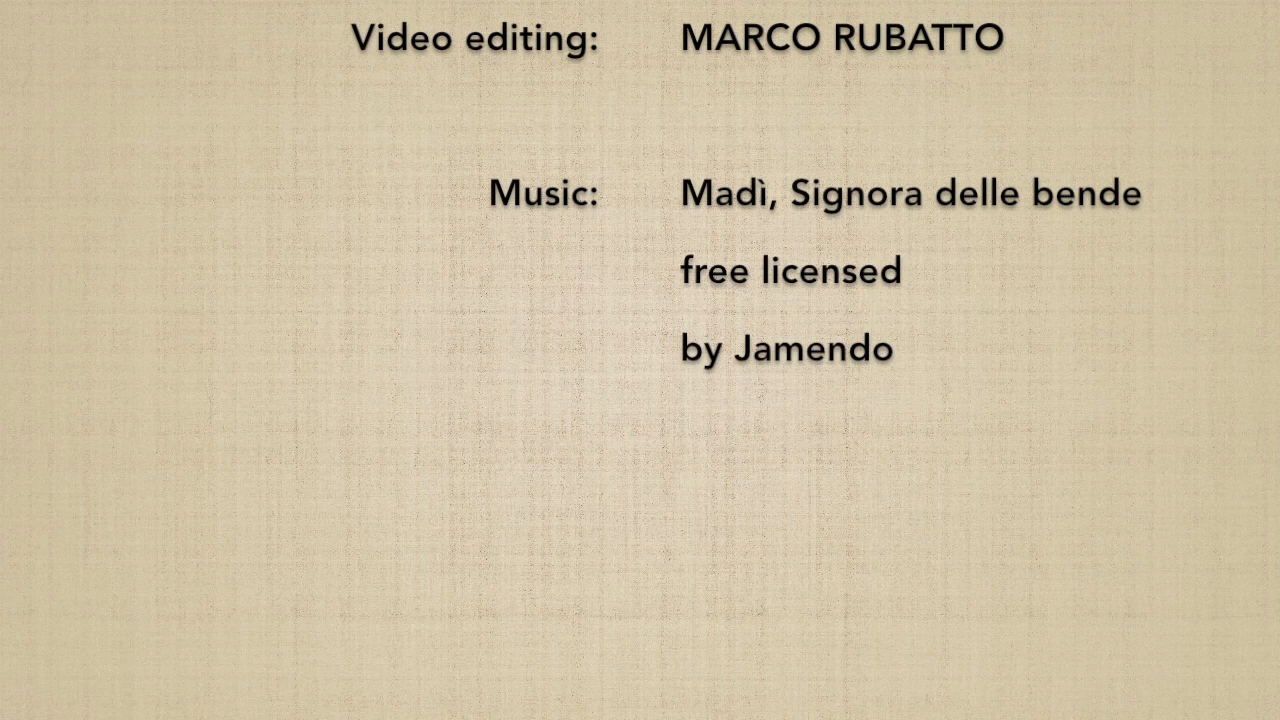 Video editing: MARCO RUBATTO
Music: Madì, Signora delle bende
free licensed
by Jamendo